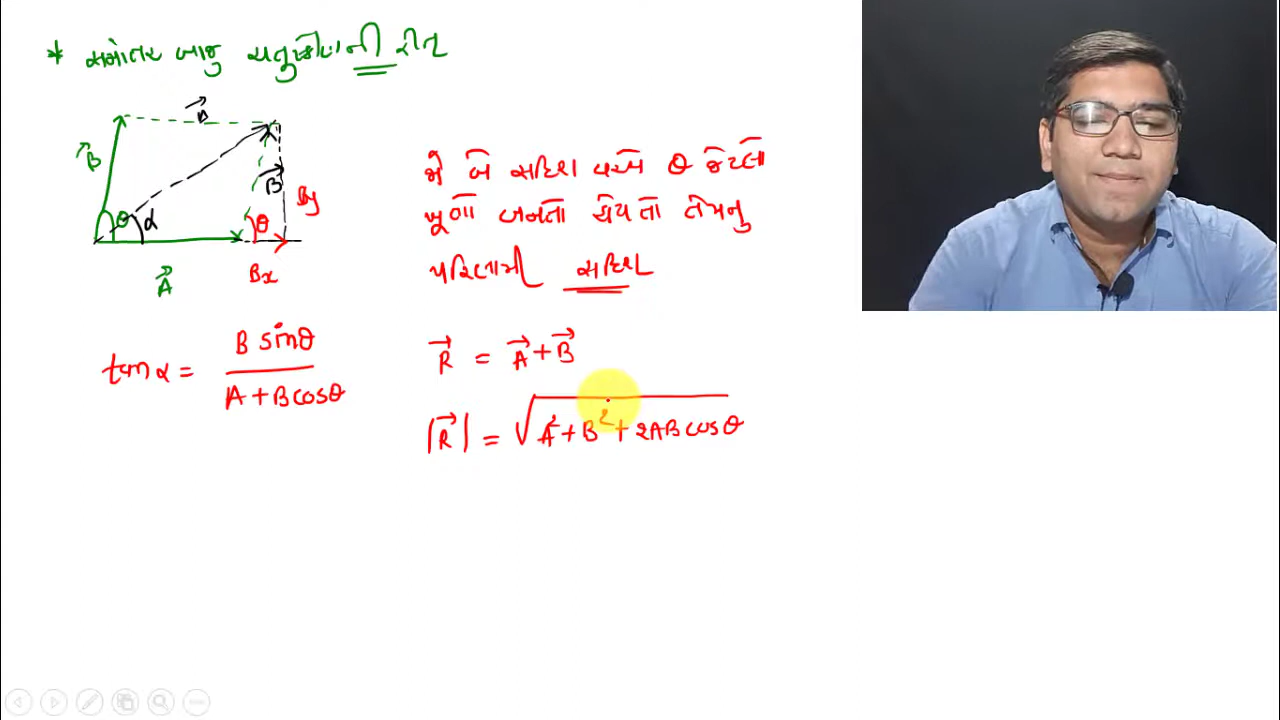 * સમાંતર બાજુ ચતુષ્કોણની રીત
B⃗
B⃗
By
θ α θ
A⃗ Bx
જો બે સદિશ વચ્ચે θ જેટલો
ખૂણો બનતો હોય તો તેમનુ
પરિણામી સદિશ
tan α = B sinθ / A + B cosθ
R⃗ = A⃗ + B⃗
|R⃗| = √A² + B² + 2AB cosθ